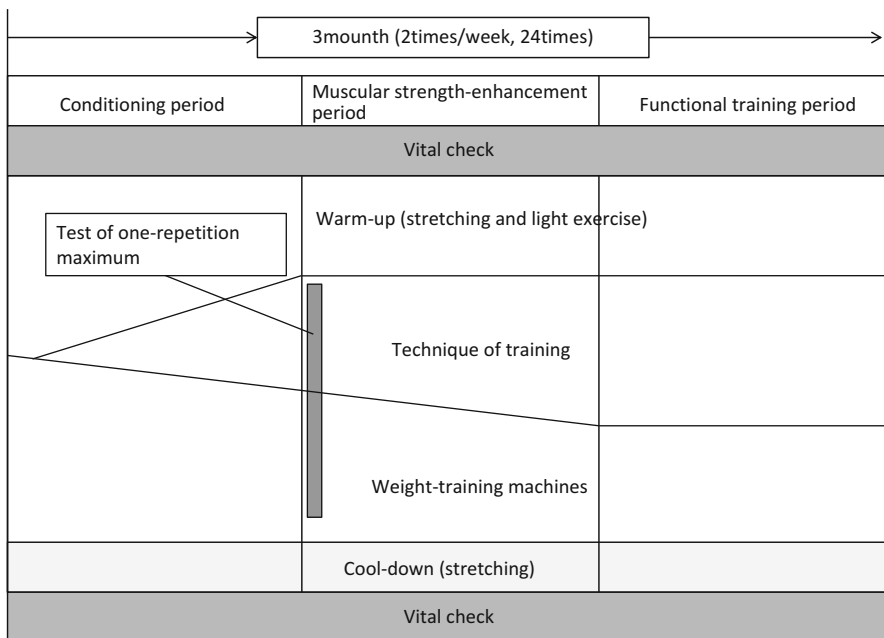 3mounth (2times/week, 24times)
Conditioning period
Muscular strength-enhancement
period
Functional training period
Vital check
Warm-up (stretching and light exercise)
Test of one-repetition
maximum
Technique of training
Weight-training machines
Cool-down (stretching)
Vital check